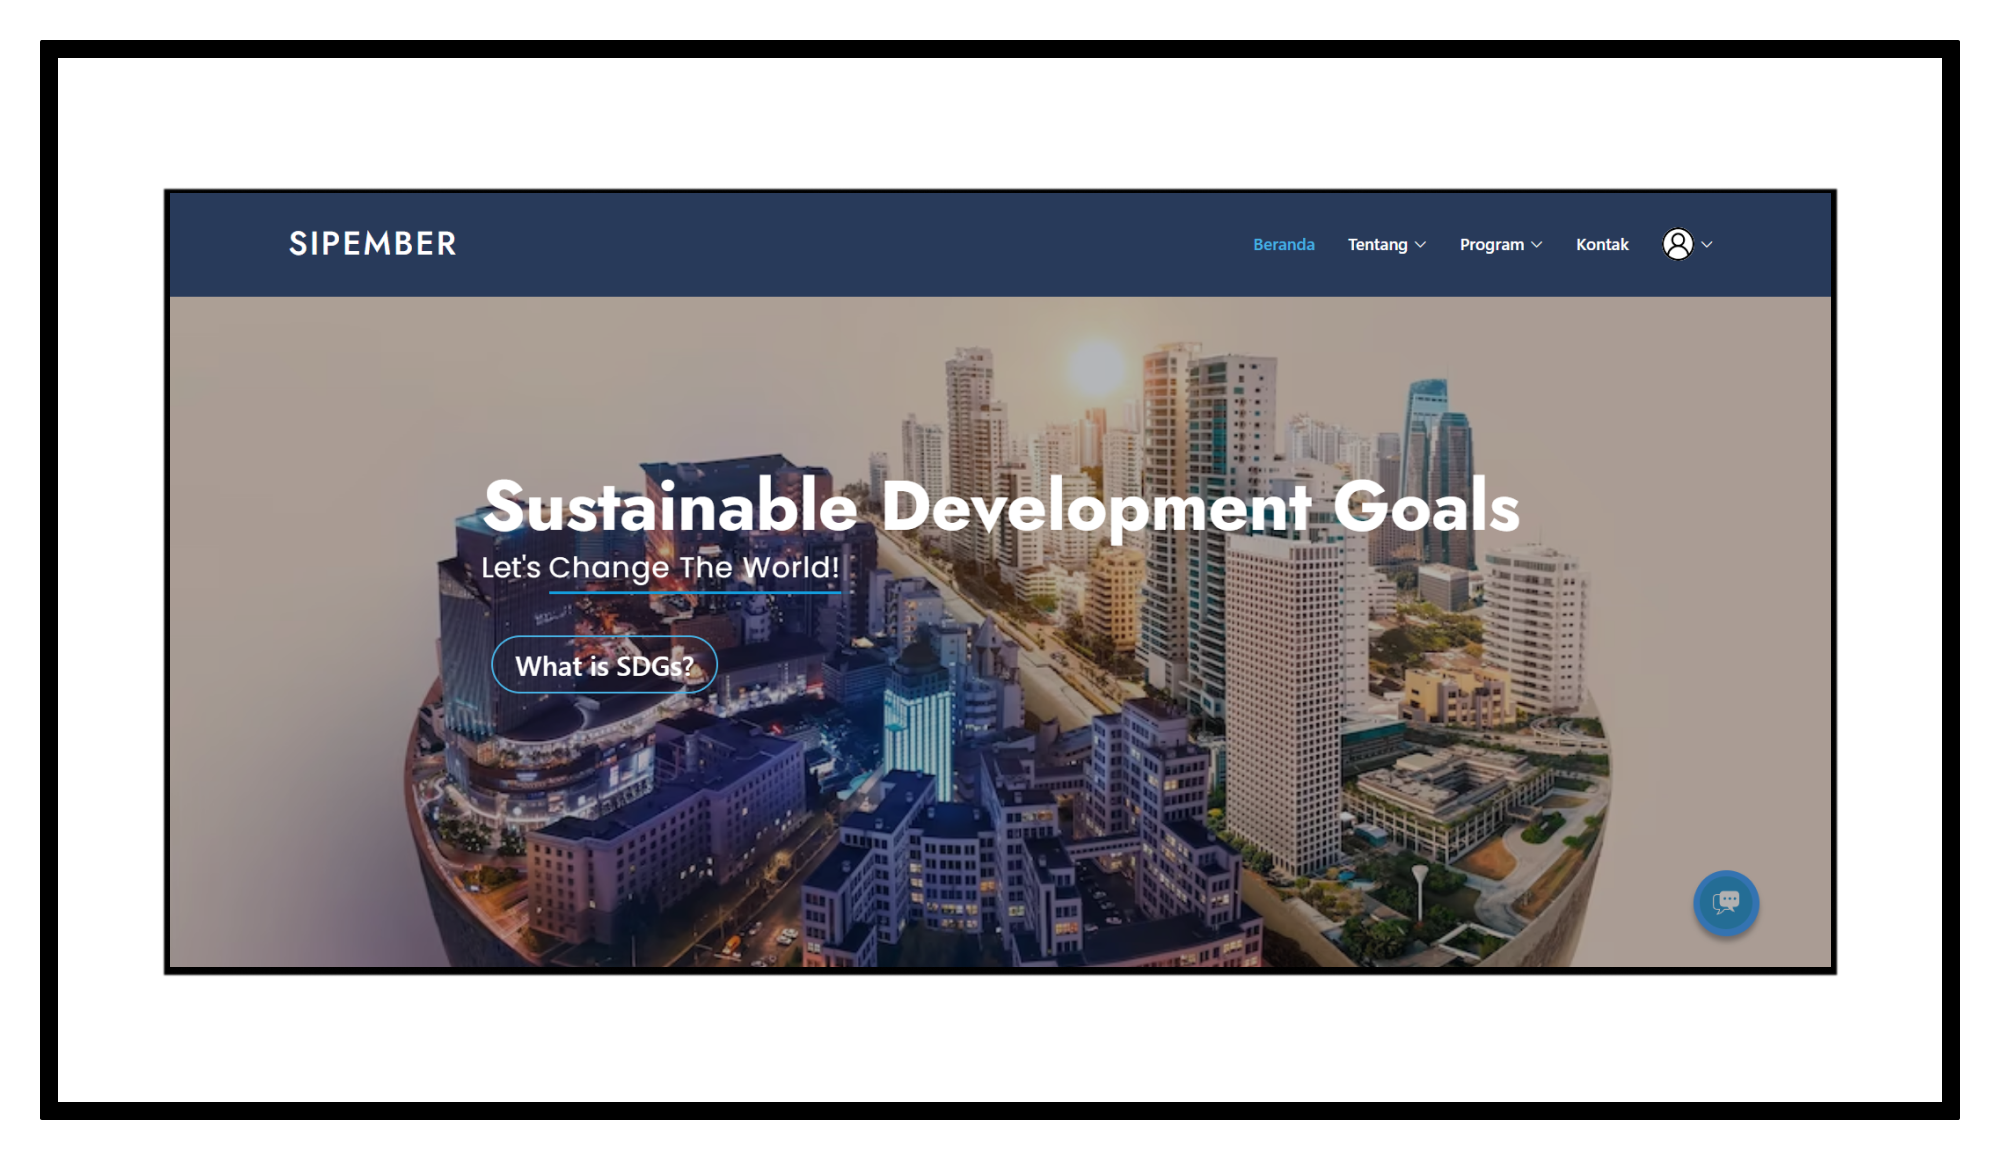 SIPEMBER
Beranda Tentang Program Kontak
Sustainable Development Goals
Let's Change The World!
What is SDGs?